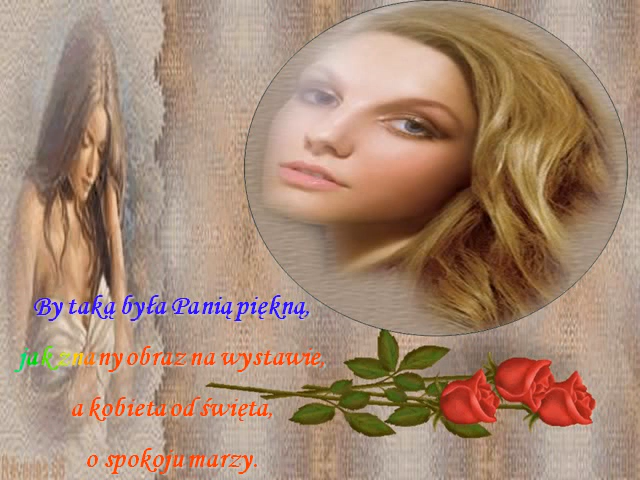 By taką była Panią piękną,
jak znany obraz na wystawie,
a kobieta od święta,
o spokoju marzy.